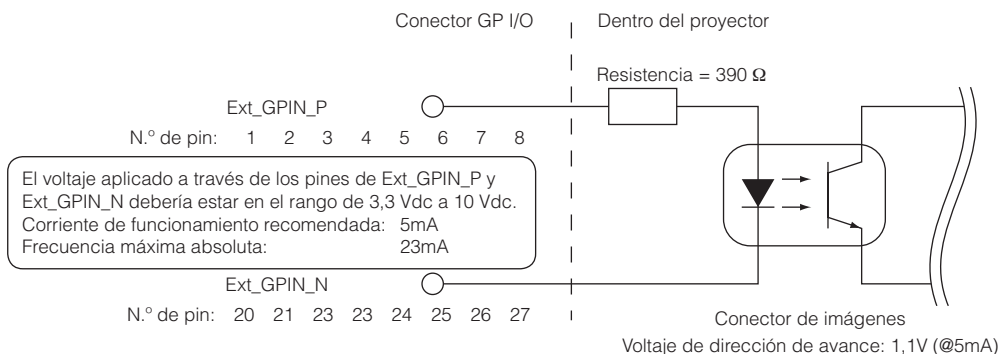 Conector GP I/O
Dentro del proyector
Resistencia = 390 Ω
Ext_GPIN_P
N.º de pin: 1 2 3 4 5 6 7 8
El voltaje aplicado a través de los pines de Ext_GPIN_P y
Ext_GPIN_N debería estar en el rango de 3,3 Vdc a 10 Vdc.
Corriente de funcionamiento recomendada: 5mA
Frecuencia máxima absoluta: 23mA
Ext_GPIN_N
N.º de pin: 20 21 23 23 24 25 26 27
Conector de imágenes
Voltaje de dirección de avance: 1,1V (@5mA)